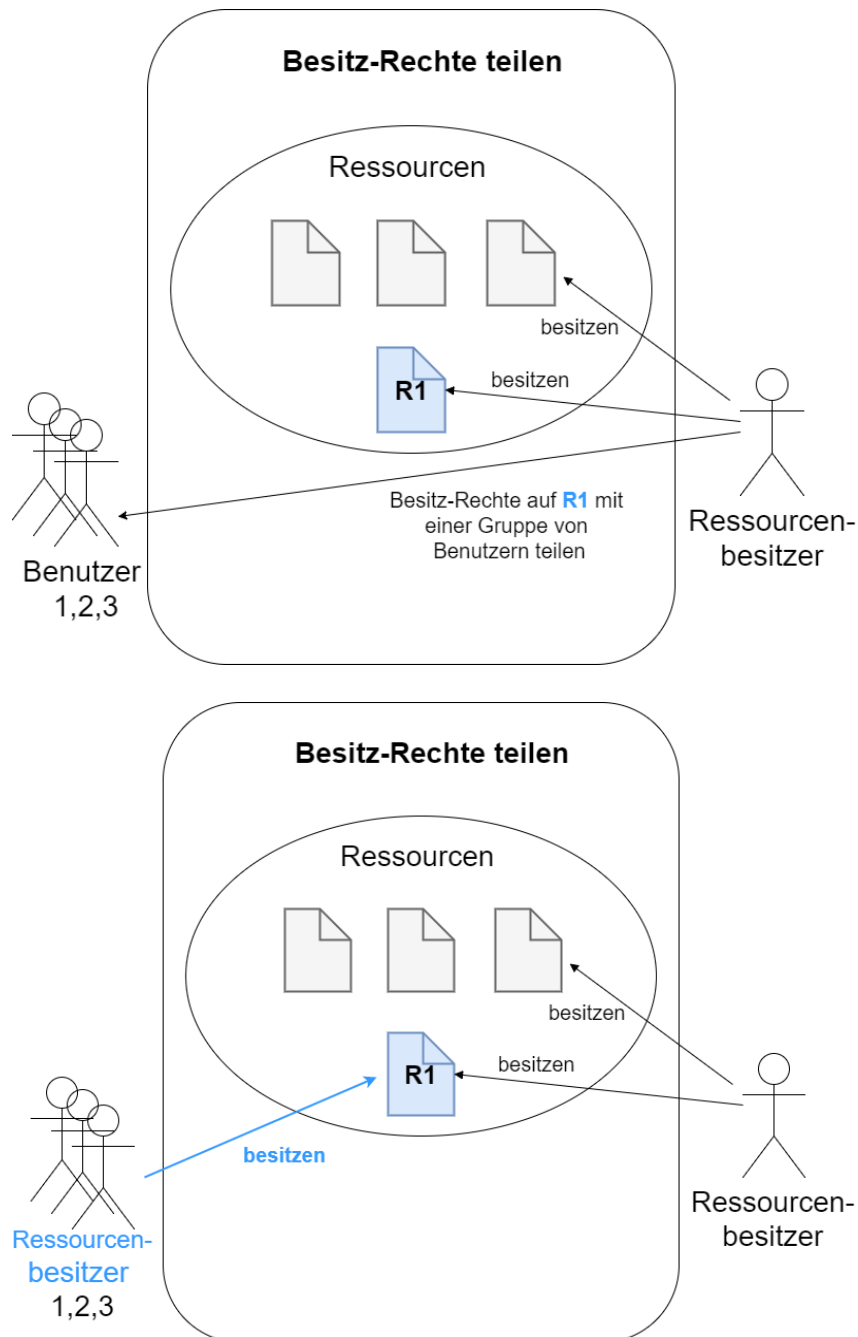 Besitz-Rechte teilen
Ressourcen
besitzen
besitzen
R1
Besitz-Rechte auf R1 mit
einer Gruppe von
Benutzern teilen
Ressourcen-
besitzer
Benutzer
1,2,3
Besitz-Rechte teilen
Ressourcen
besitzen
besitzen
R1
besitzen
Ressourcen-
besitzer
Ressourcen-
besitzer
1,2,3